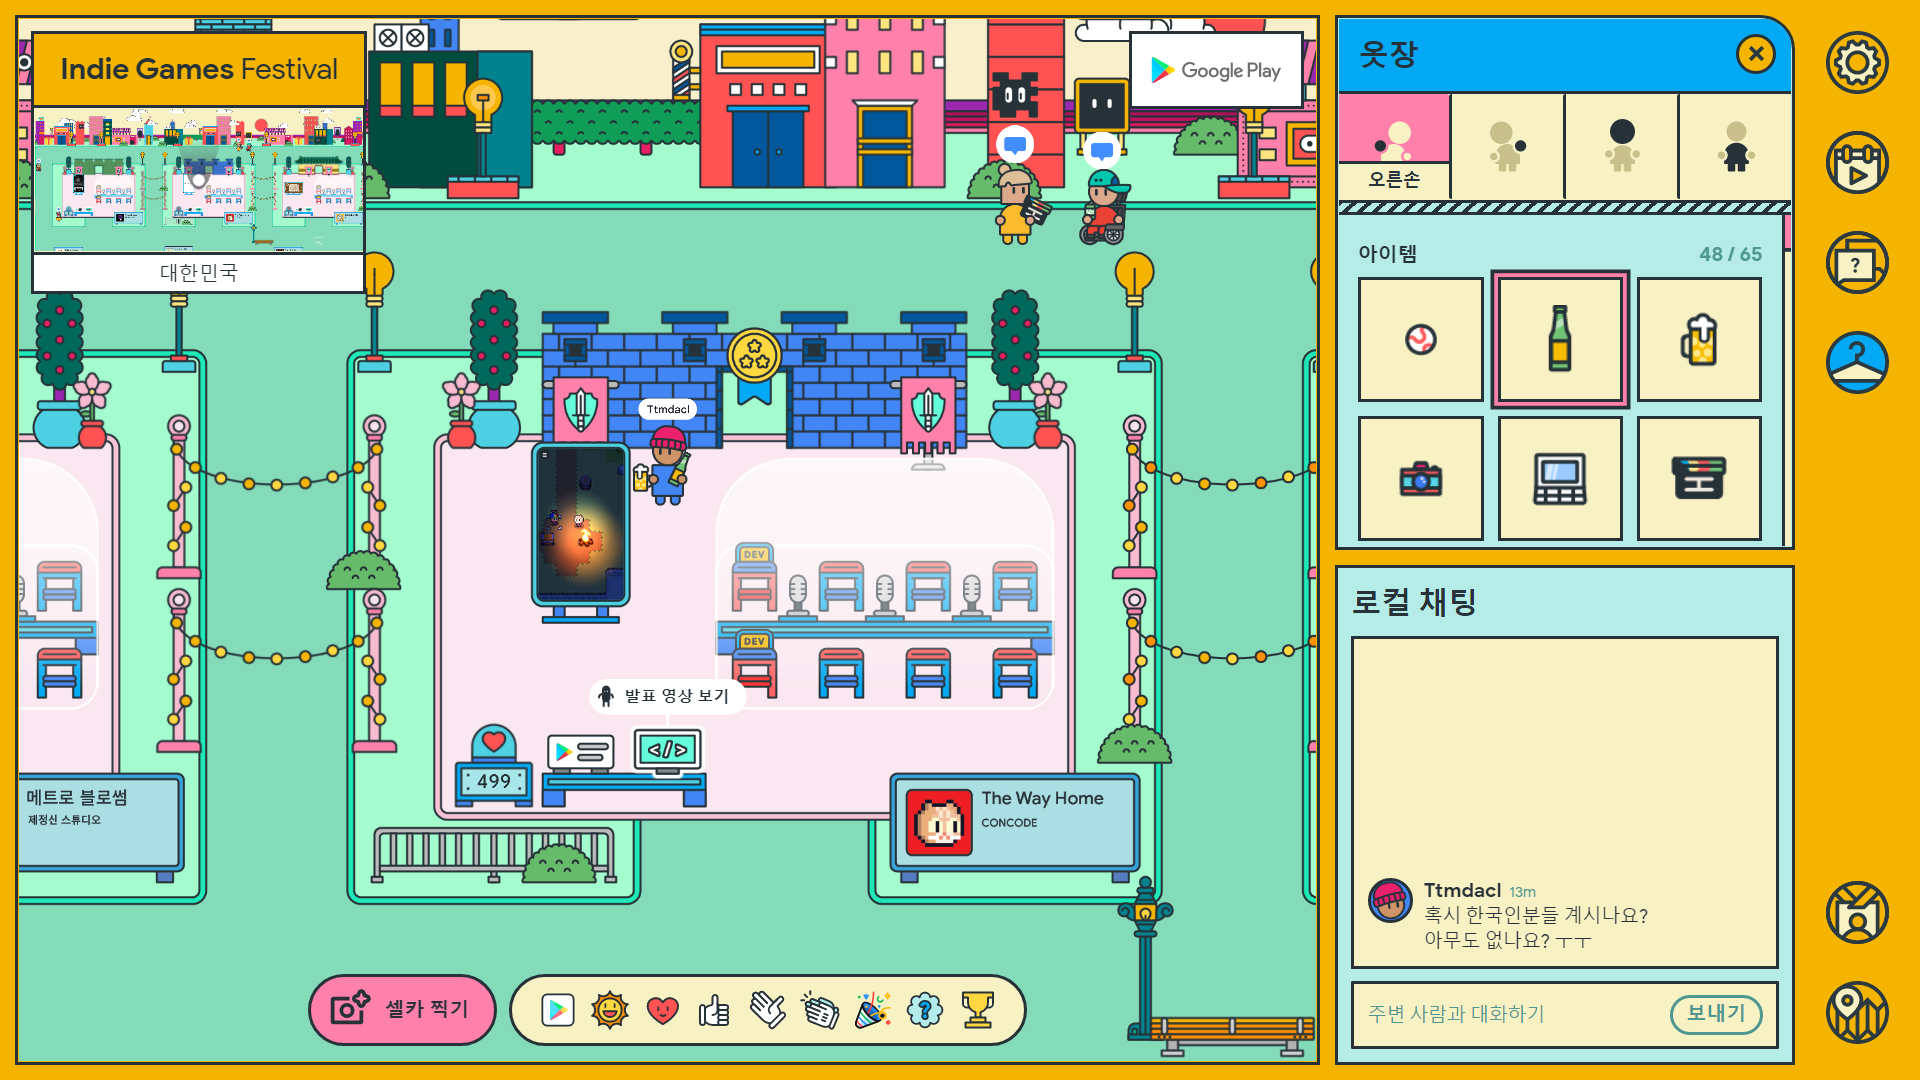 Indie Games Festival
대한민국
Google Play
Ttmdacl
DEV
DEV
발표 영상 보기
</>
499
메트로 블로썸
제정신 스튜디오
The Way Home
CONCODE
셀카 찍기
?
옷장
오른손
아이템
48 / 65
?
로컬 채팅
Ttmdacl 13m
혹시 한국인분들 계시나요?
아무도 없나요? ㅜㅜ
주변 사람과 대화하기
보내기